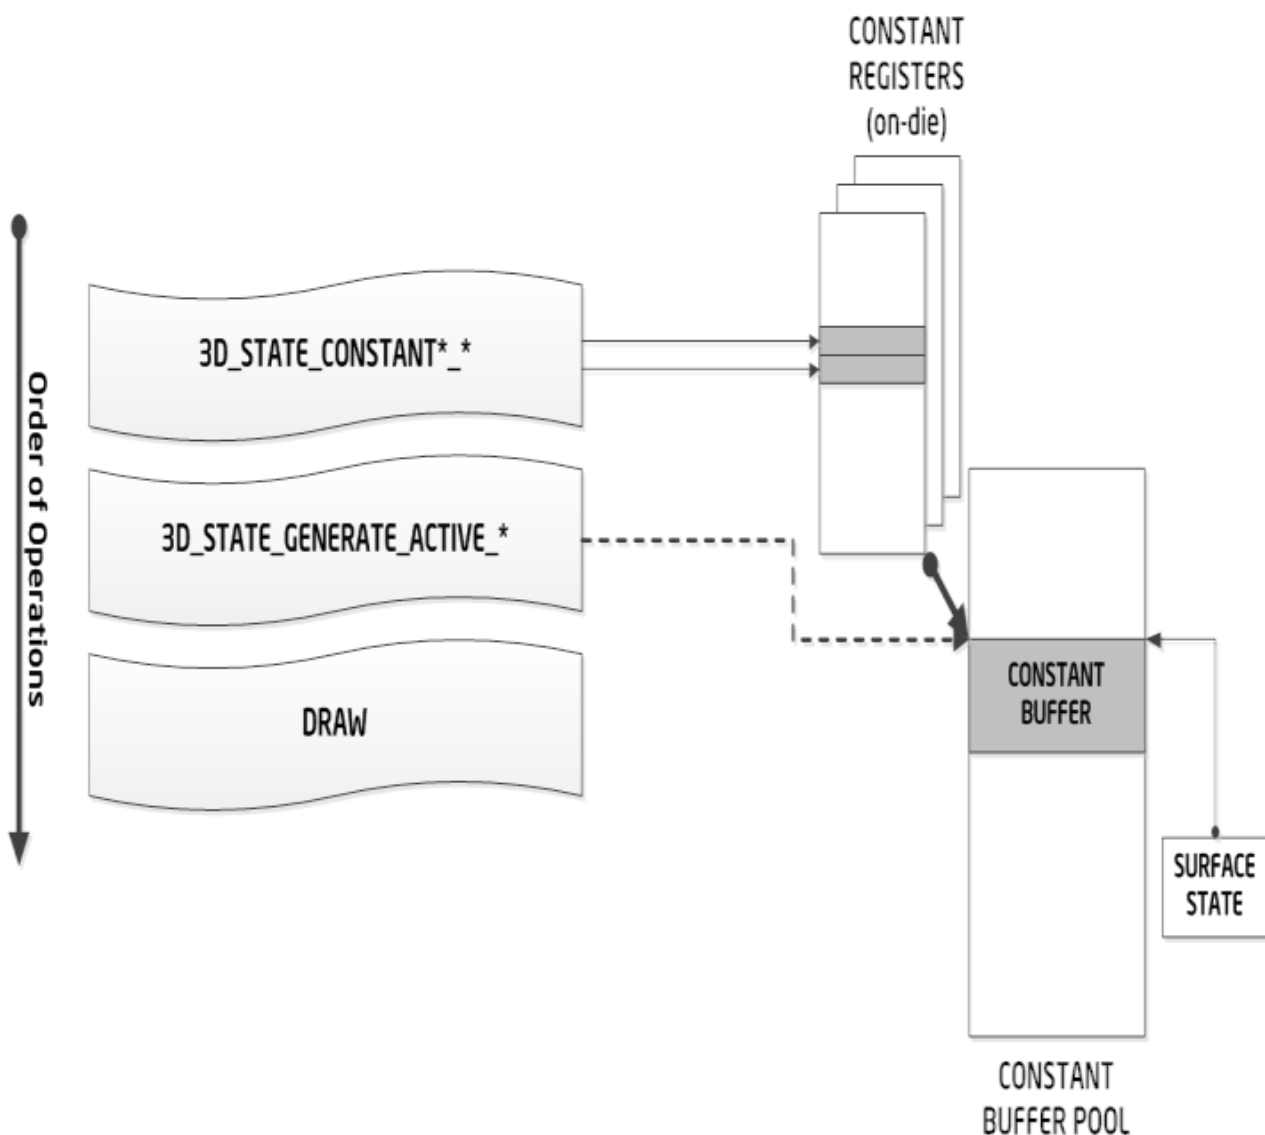 CONSTANT
REGISTERS
(on-die)
Order of Operations
3D_STATE_CONSTANT*_*
3D_STATE_GENERATE_ACTIVE_*
DRAW
CONSTANT
BUFFER
SURFACE
STATE
CONSTANT
BUFFER POOL